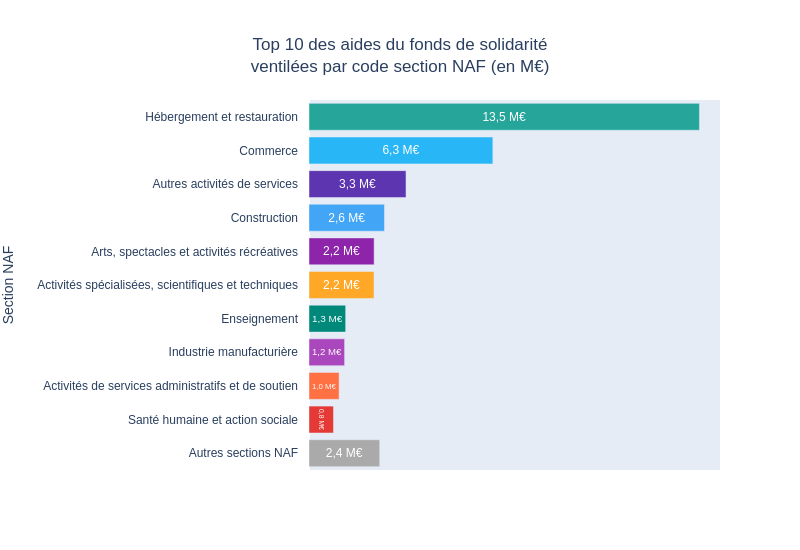 Top 10 des aides du fonds de solidarité
ventilées par code section NAF (en M€)
Section NAF
Hébergement et restauration 13,5 M€
Commerce 6,3 M€
Autres activités de services 3,3 M€
Construction 2,6 M€
Arts, spectacles et activités récréatives 2,2 M€
Activités spécialisées, scientifiques et techniques 2,2 M€
Enseignement 1,3 M€
Industrie manufacturière 1,2 M€
Activités de services administratifs et de soutien 1,0 M€
Santé humaine et action sociale 0,8 M€
Autres sections NAF 2,4 M€